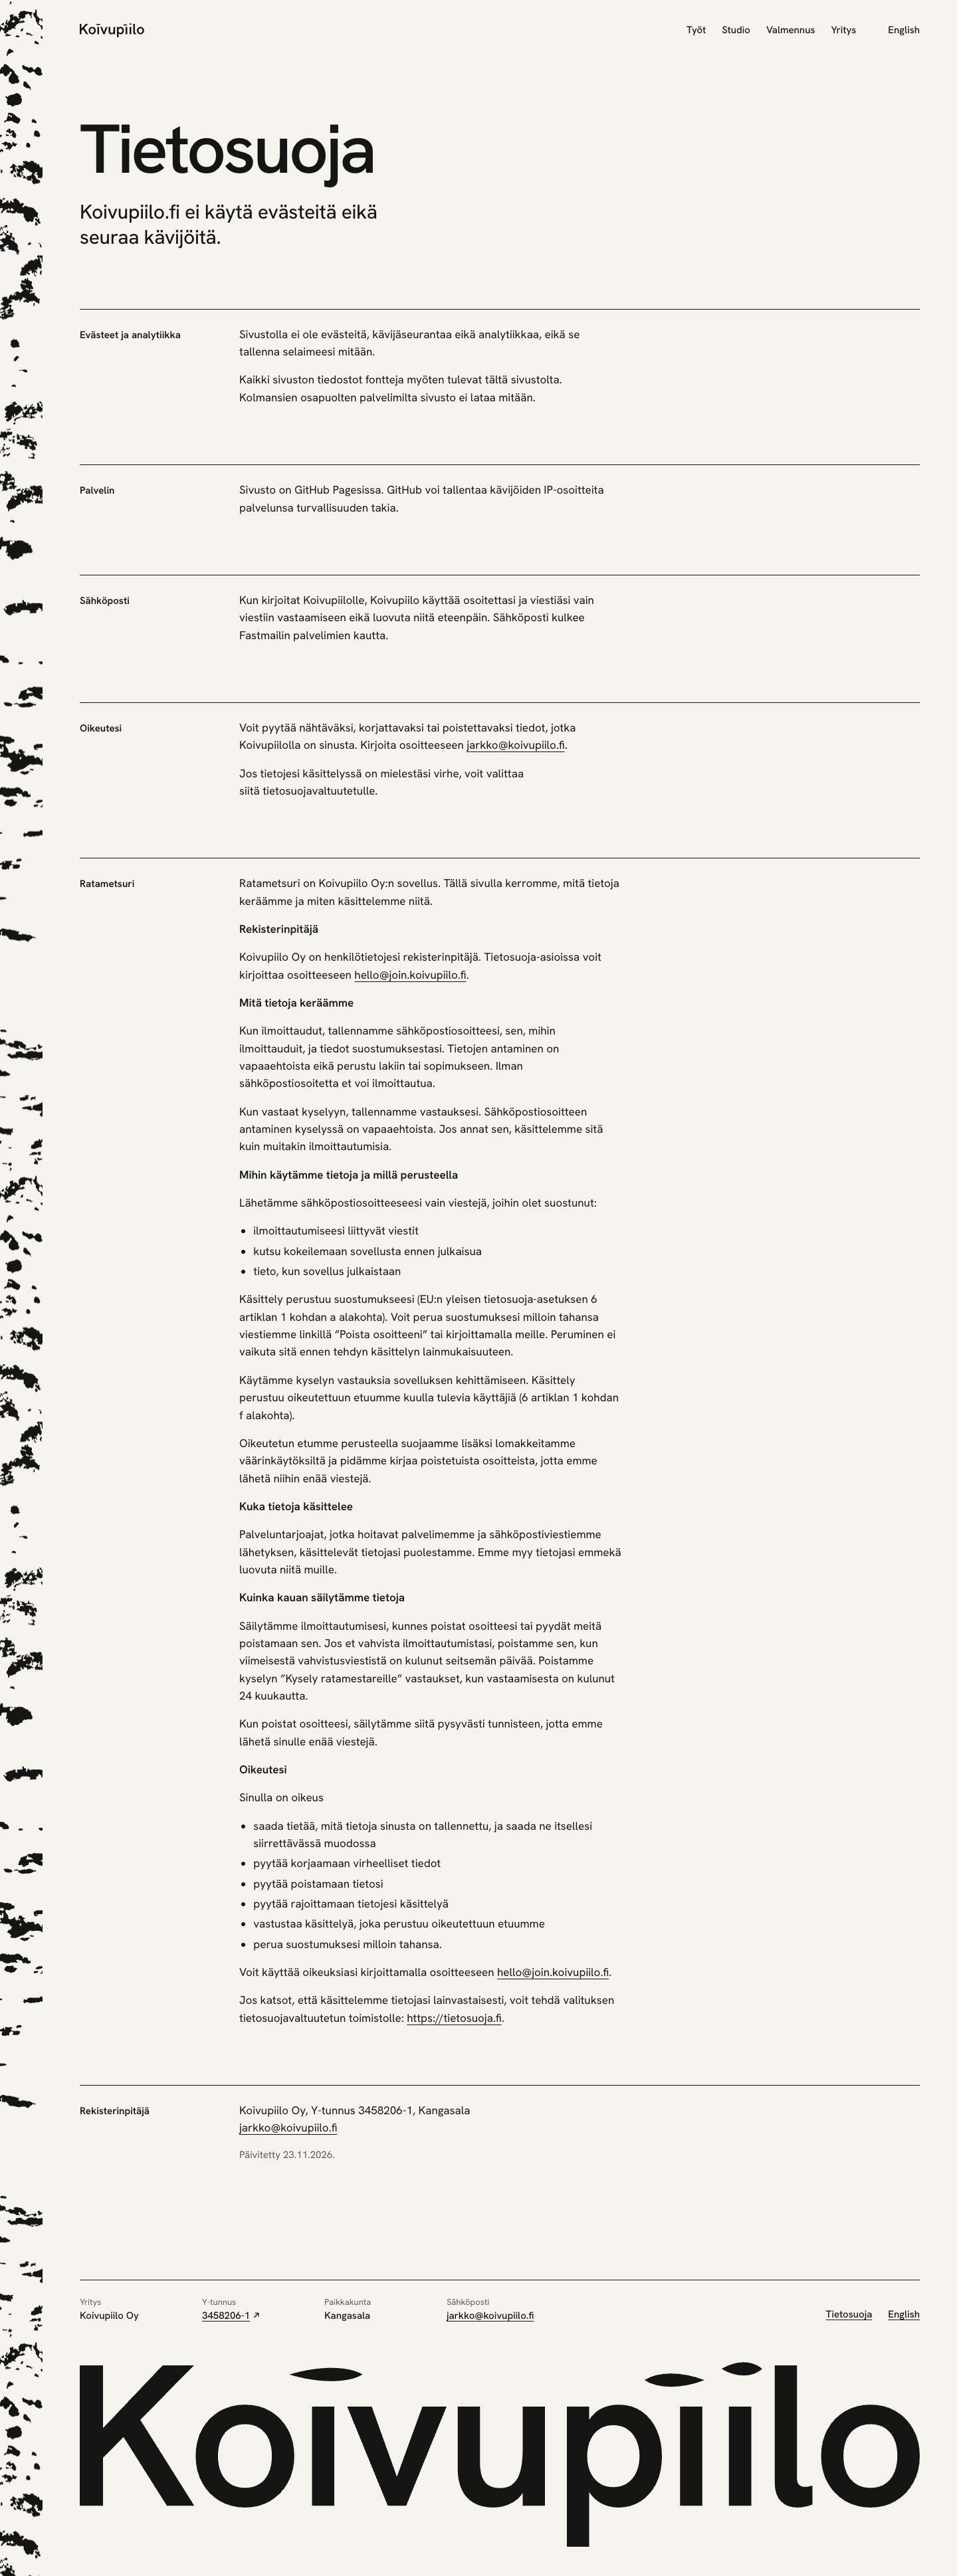 Koivupiilo
Työt Studio Valmennus Yritys English
Tietosuoja
Koivupiilo.fi ei käytä evästeitä eikä
seuraa kävijöitä.
Evästeet ja analytiikka
Sivustolla ei ole evästeitä, kävijäseurantaa eikä analytiikkaa, eikä se
tallenna selaimeesi mitään.
Kaikki sivuston tiedostot fontteja myöten tulevat tältä sivustolta.
Kolmansien osapuolten palvelimilta sivusto ei lataa mitään.
Palvelin
Sivusto on GitHub Pagesissa. GitHub voi tallentaa kävijöiden IP-osoitteita
palvelunsa turvallisuuden takia.
Sähköposti
Kun kirjoitat Koivupiilolle, Koivupiilo käyttää osoitettasi ja viestiäsi vain
viestiin vastaamiseen eikä luovuta niitä eteenpäin. Sähköposti kulkee
Fastmailin palvelimien kautta.
Oikeutesi
Voit pyytää nähtäväksi, korjattavaksi tai poistettavaksi tiedot, jotka
Koivupiilolla on sinusta. Kirjoita osoitteeseen jarkko@koivupiilo.fi.
Jos tietojesi käsittelyssä on mielestäsi virhe, voit valittaa
siitä tietosuojavaltuutetulle.
Ratametsuri
Ratametsuri on Koivupiilo Oy:n sovellus. Tällä sivulla kerromme, mitä tietoja
keräämme ja miten käsittelemme niitä.
Rekisterinpitäjä
Koivupiilo Oy on henkilötietojesi rekisterinpitäjä. Tietosuoja-asioissa voit
kirjoittaa osoitteeseen hello@join.koivupiilo.fi.
Mitä tietoja keräämme
Kun ilmoittaudut, tallennamme sähköpostiosoitteesi, sen, mihin
ilmoittauduit, ja tiedot suostumuksestasi. Tietojen antaminen on
vapaaehtoista eikä perustu lakiin tai sopimukseen. Ilman
sähköpostiosoitetta et voi ilmoittautua.
Kun vastaat kyselyyn, tallennamme vastauksesi. Sähköpostiosoitteen
antaminen kyselyssä on vapaaehtoista. Jos annat sen, käsittelemme sitä
kuin muitakin ilmoittautumisia.
Mihin käytämme tietoja ja millä perusteella
Lähetämme sähköpostiosoitteeseesi vain viestejä, joihin olet suostunut:
• ilmoittautumiseesi liittyvät viestit
• kutsu kokeilemaan sovellusta ennen julkaisua
• tieto, kun sovellus julkaistaan
Käsittely perustuu suostumukseesi (EU:n yleisen tietosuoja-asetuksen 6
artiklan 1 kohdan a alakohta). Voit perua suostumuksesi milloin tahansa
viestiemme linkillä ”Poista osoitteeni” tai kirjoittamalla meille. Peruminen ei
vaikuta sitä ennen tehdyn käsittelyn lainmukaisuuteen.
Käytämme kyselyn vastauksia sovelluksen kehittämiseen. Käsittely
perustuu oikeutettuun etuumme kuulla tulevia käyttäjiä (6 artiklan 1 kohdan
f alakohta).
Oikeutetun etumme perusteella suojaamme lisäksi lomakkeitamme
väärinkäytöksiltä ja pidämme kirjaa poistetuista osoitteista, jotta emme
lähetä niihin enää viestejä.
Kuka tietoja käsittelee
Palveluntarjoajat, jotka hoitavat palvelimemme ja sähköpostiviestiemme
lähetyksen, käsittelevät tietojasi puolestamme. Emme myy tietojasi emmekä
luovuta niitä muille.
Kuinka kauan säilytämme tietoja
Säilytämme ilmoittautumisesi, kunnes poistat osoitteesi tai pyydät meitä
poistamaan sen. Jos et vahvista ilmoittautumistasi, poistamme sen, kun
viimeisestä vahvistusviestistä on kulunut seitsemän päivää. Poistamme
kyselyn ”Kysely ratamestareille” vastaukset, kun vastaamisesta on kulunut
24 kuukautta.
Kun poistat osoitteesi, säilytämme siitä pysyvästi tunnisteen, jotta emme
lähetä sinulle enää viestejä.
Oikeutesi
Sinulla on oikeus
• saada tietää, mitä tietoja sinusta on tallennettu, ja saada ne itsellesi
siirrettävässä muodossa
• pyytää korjaamaan virheelliset tiedot
• pyytää poistamaan tietosi
• pyytää rajoittamaan tietojesi käsittelyä
• vastustaa käsittelyä, joka perustuu oikeutettuun etuumme
• perua suostumuksesi milloin tahansa.
Voit käyttää oikeuksiasi kirjoittamalla osoitteeseen hello@join.koivupiilo.fi.
Jos katsot, että käsittelemme tietojasi lainvastaisesti, voit tehdä valituksen
tietosuojavaltuutetun toimistolle: https://tietosuoja.fi.
Rekisterinpitäjä
Koivupiilo Oy, Y-tunnus 3458206-1, Kangasala
jarkko@koivupiilo.fi
Päivitetty 23.11.2026.
Yritys Y-tunnus Paikkakunta Sähköposti
Koivupiilo Oy 3458206-1 ↗ Kangasala jarkko@koivupiilo.fi Tietosuoja English
Koivupiilo